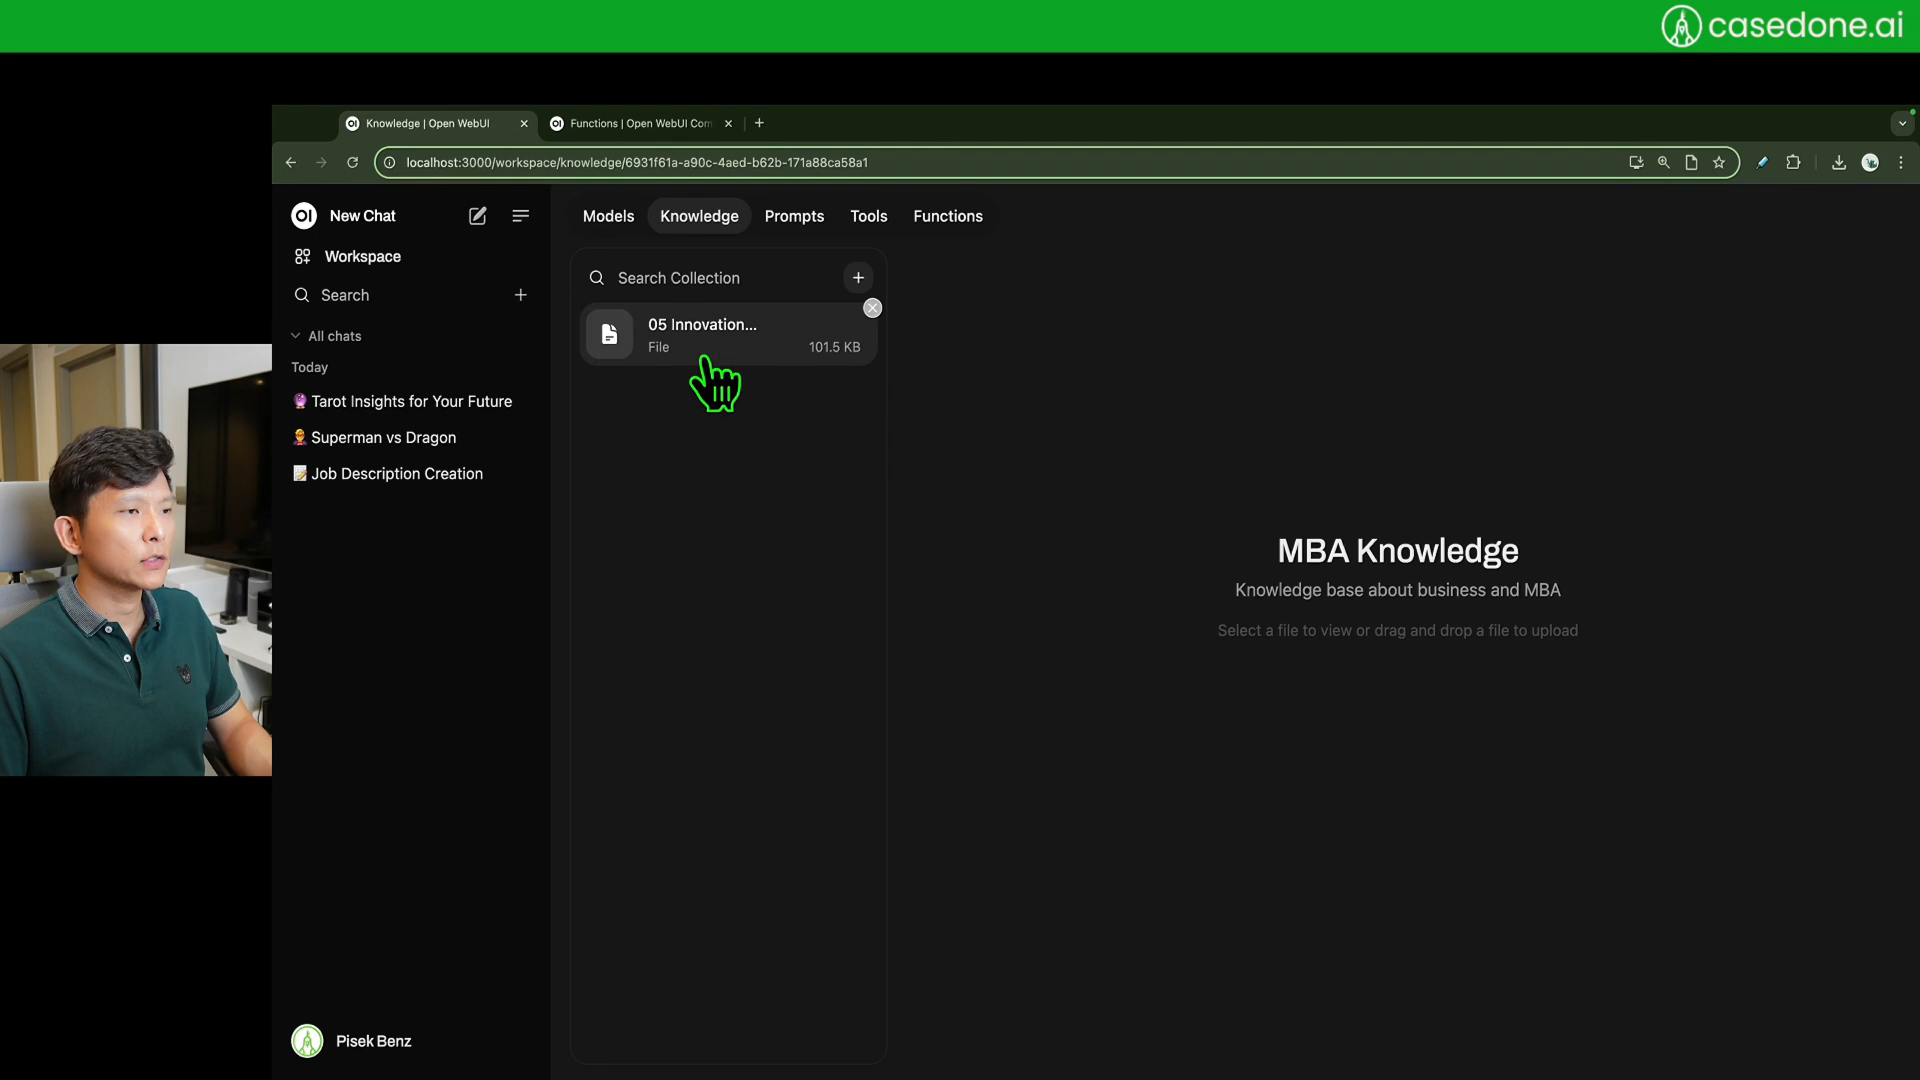 casedone.ai
Knowledge | Open WebUI
Functions | Open WebUI Com
localhost:3000/workspace/knowledge/6931f61a-a90c-4aed-b62b-171a88ca58a1
OI New Chat
Workspace
Search
All chats
Today
Tarot Insights for Your Future
Superman vs Dragon
Job Description Creation
Pisek Benz
Models Knowledge Prompts Tools Functions
Search Collection
05 Innovation...
File 101.5 KB
MBA Knowledge
Knowledge base about business and MBA
Select a file to view or drag and drop a file to upload